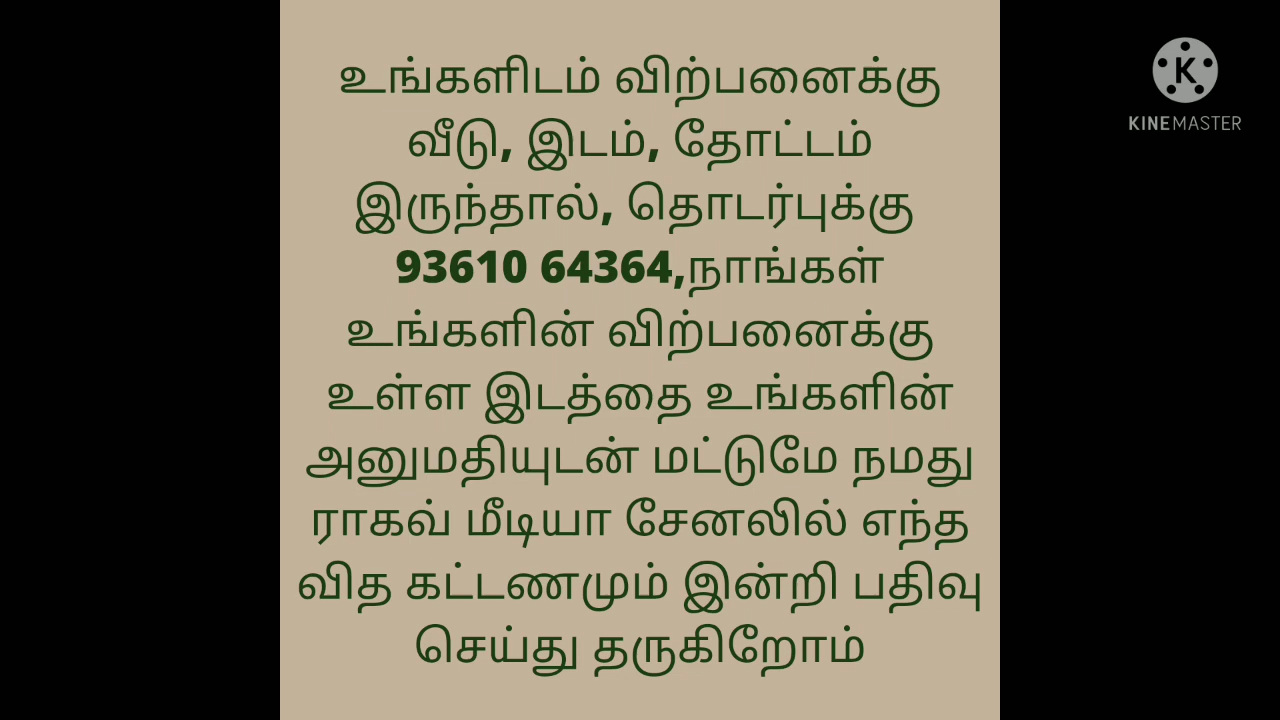 உங்களிடம் விற்பனைக்கு
வீடு, இடம், தோட்டம்
இருந்தால், தொடர்புக்கு
93610 64364,நாங்கள்
உங்களின் விற்பனைக்கு
உள்ள இடத்தை உங்களின்
அனுமதியுடன் மட்டுமே நமது
ராகவ் மீடியா சேனலில் எந்த
வித கட்டணமும் இன்றி பதிவு
செய்து தருகிறோம்
K
KINEMASTER